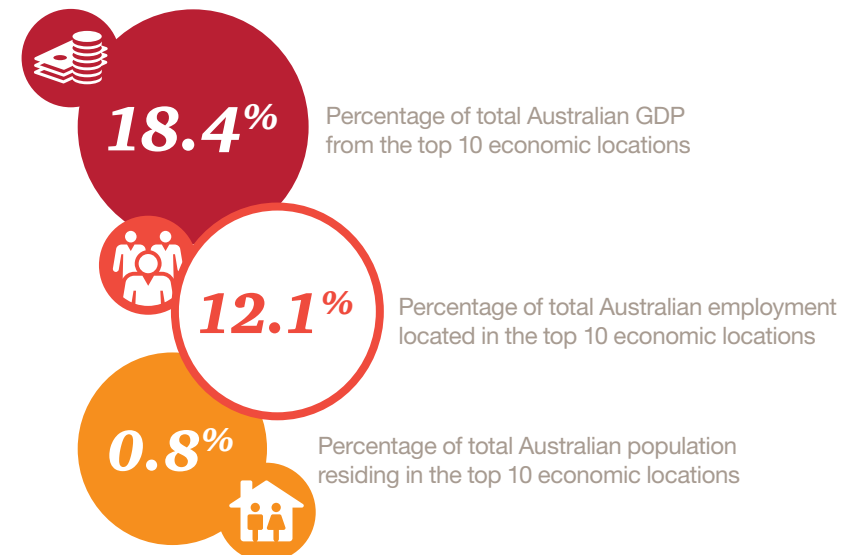 18.4%
Percentage of total Australian GDP
from the top 10 economic locations
12.1%
Percentage of total Australian employment
located in the top 10 economic locations
0.8%
Percentage of total Australian population
residing in the top 10 economic locations